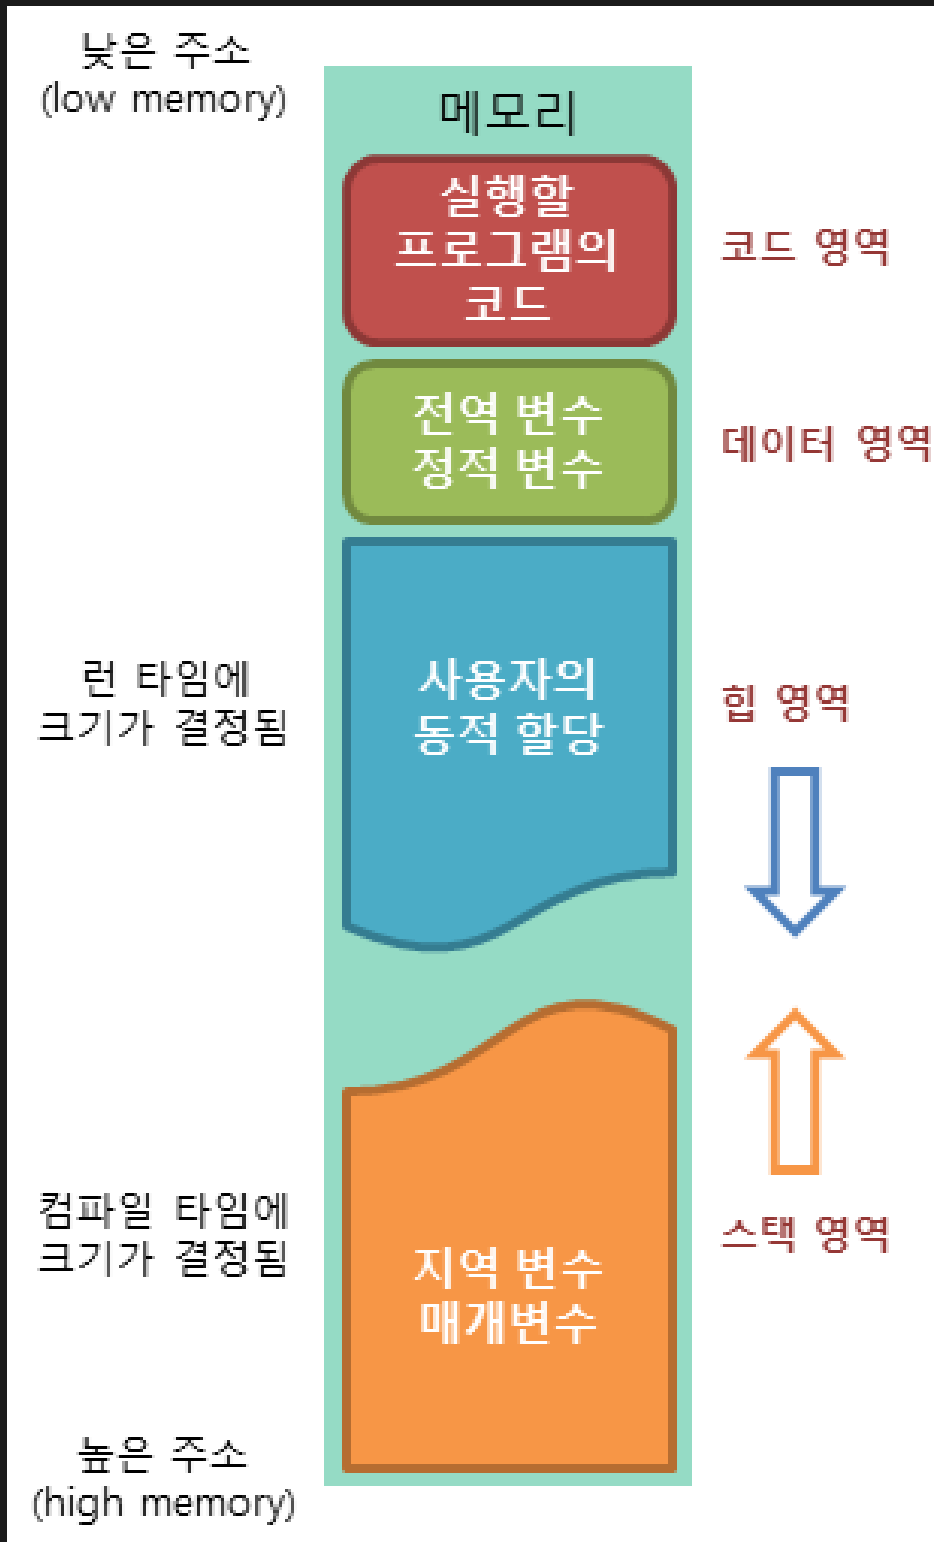 낮은 주소
(low memory)
메모리
실행할
프로그램의
코드
코드 영역
전역 변수
정적 변수
데이터 영역
런 타임에
크기가 결정됨
사용자의
동적 할당
힙 영역
컴파일 타임에
크기가 결정됨
지역 변수
매개변수
스택 영역
높은 주소
(high memory)